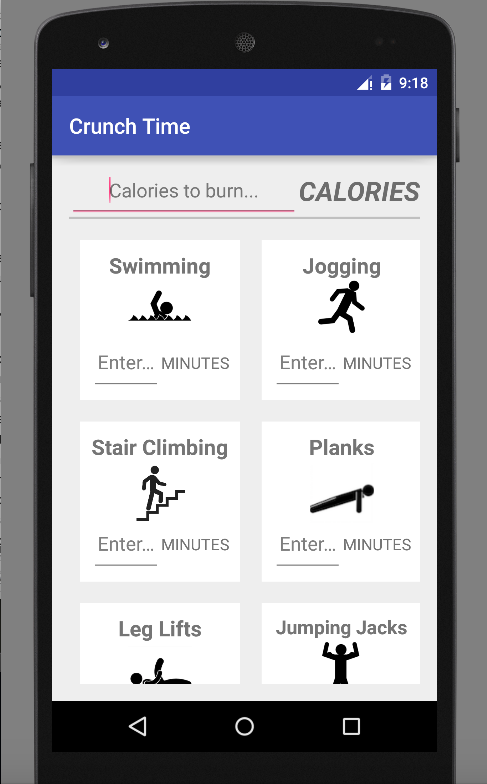 9:18
Crunch Time
Calories to burn... CALORIES
Swimming
Enter... MINUTES
Jogging
Enter... MINUTES
Stair Climbing
Enter... MINUTES
Planks
Enter... MINUTES
Leg Lifts
Jumping Jacks